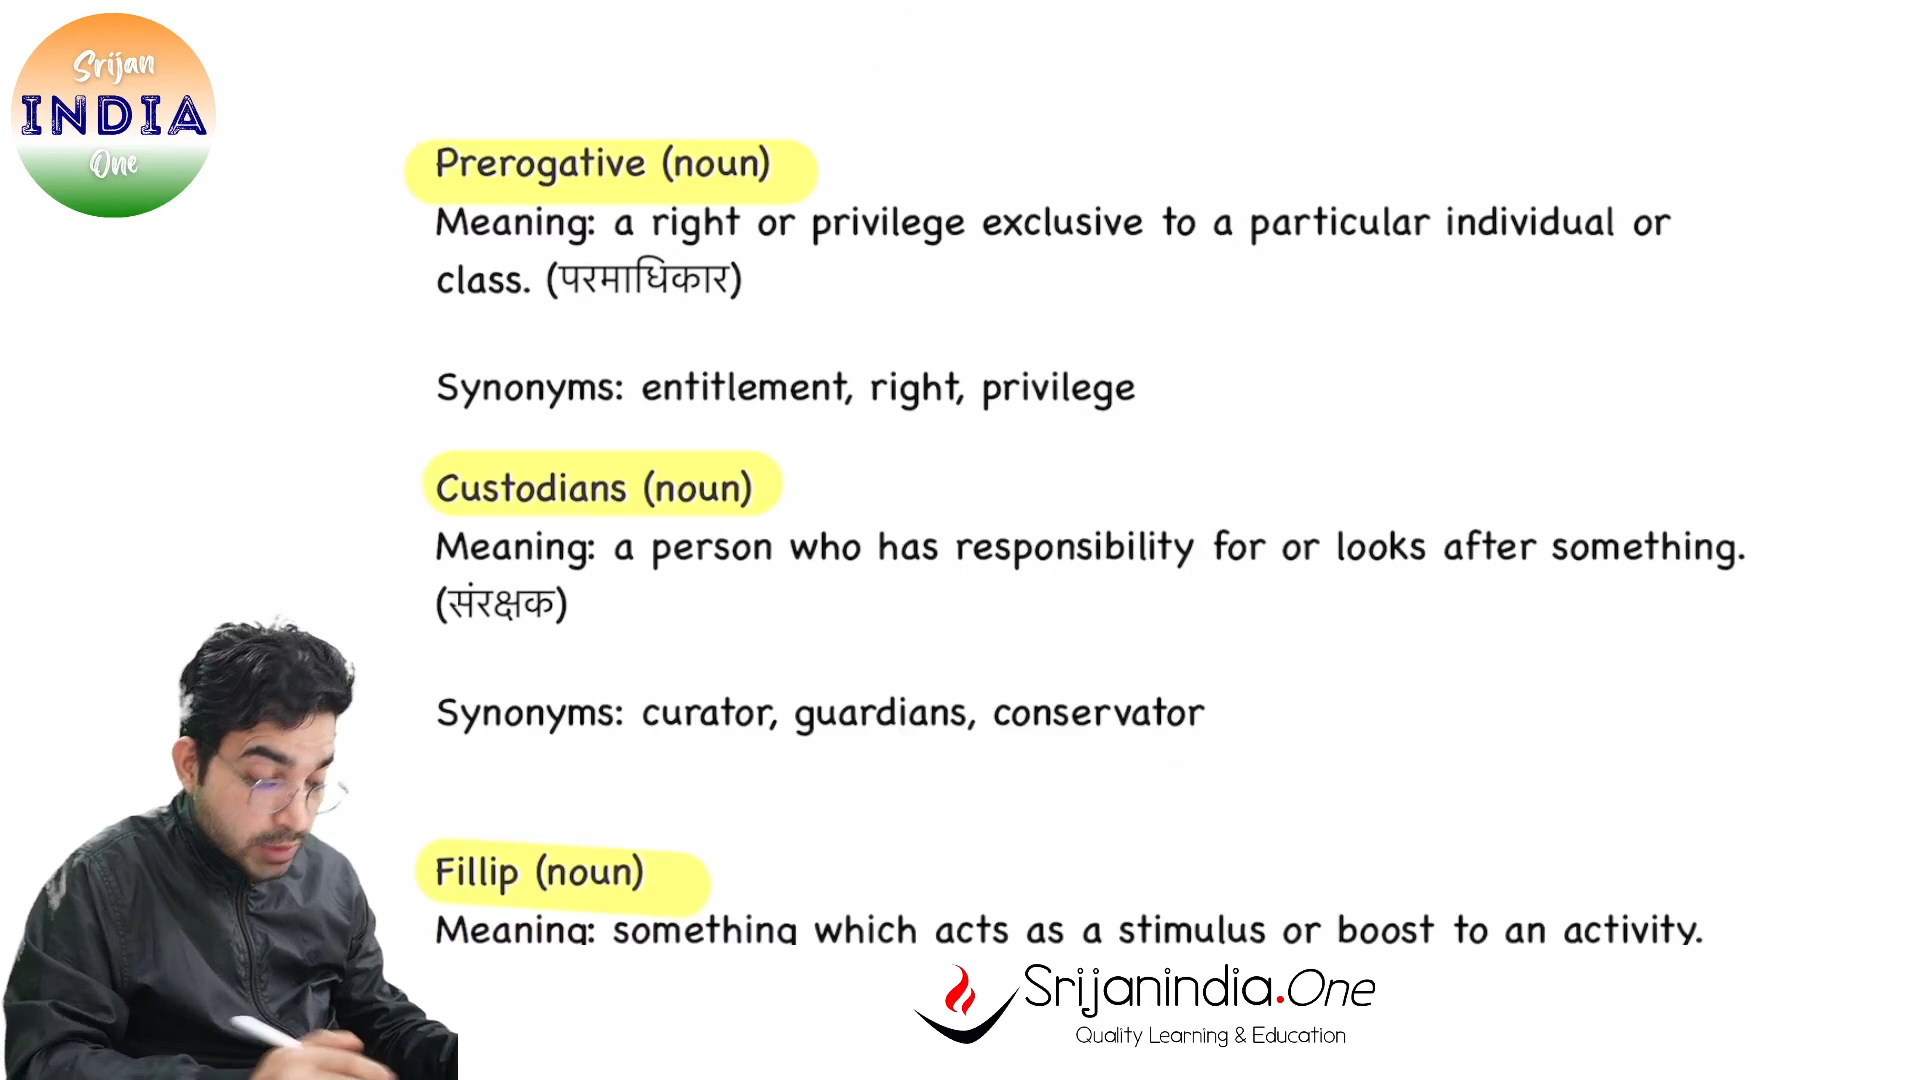 Srijan
INDIA
One
Prerogative (noun)
Meaning: a right or privilege exclusive to a particular individual or
class. (परमाधिकार)
Synonyms: entitlement, right, privilege
Custodians (noun)
Meaning: a person who has responsibility for or looks after something.
(संरक्षक)
Synonyms: curator, guardians, conservator
Fillip (noun)
Meaning: something which acts as a stimulus or boost to an activity.
Srijanindia.One
Quality Learning & Education